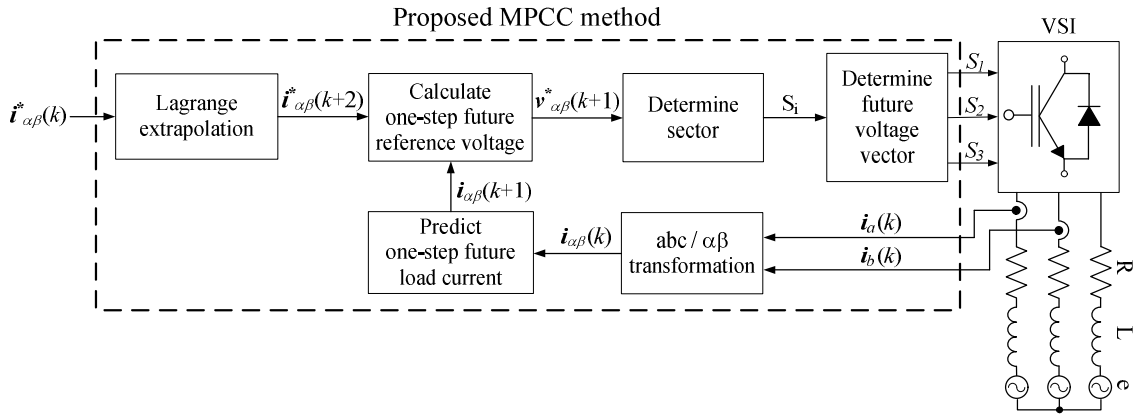 Proposed MPCC method
VSI
i*αβ(k)
Lagrange
extrapolation
i*αβ(k+2)
Calculate
one-step future
reference voltage
v*αβ(k+1)
Determine
sector
Si
Determine
future
voltage
vector
S1
S2
S3
iαβ(k+1)
Predict
one-step future
load current
iαβ(k)
abc / αβ
transformation
ia(k)
ib(k)
R
L
e